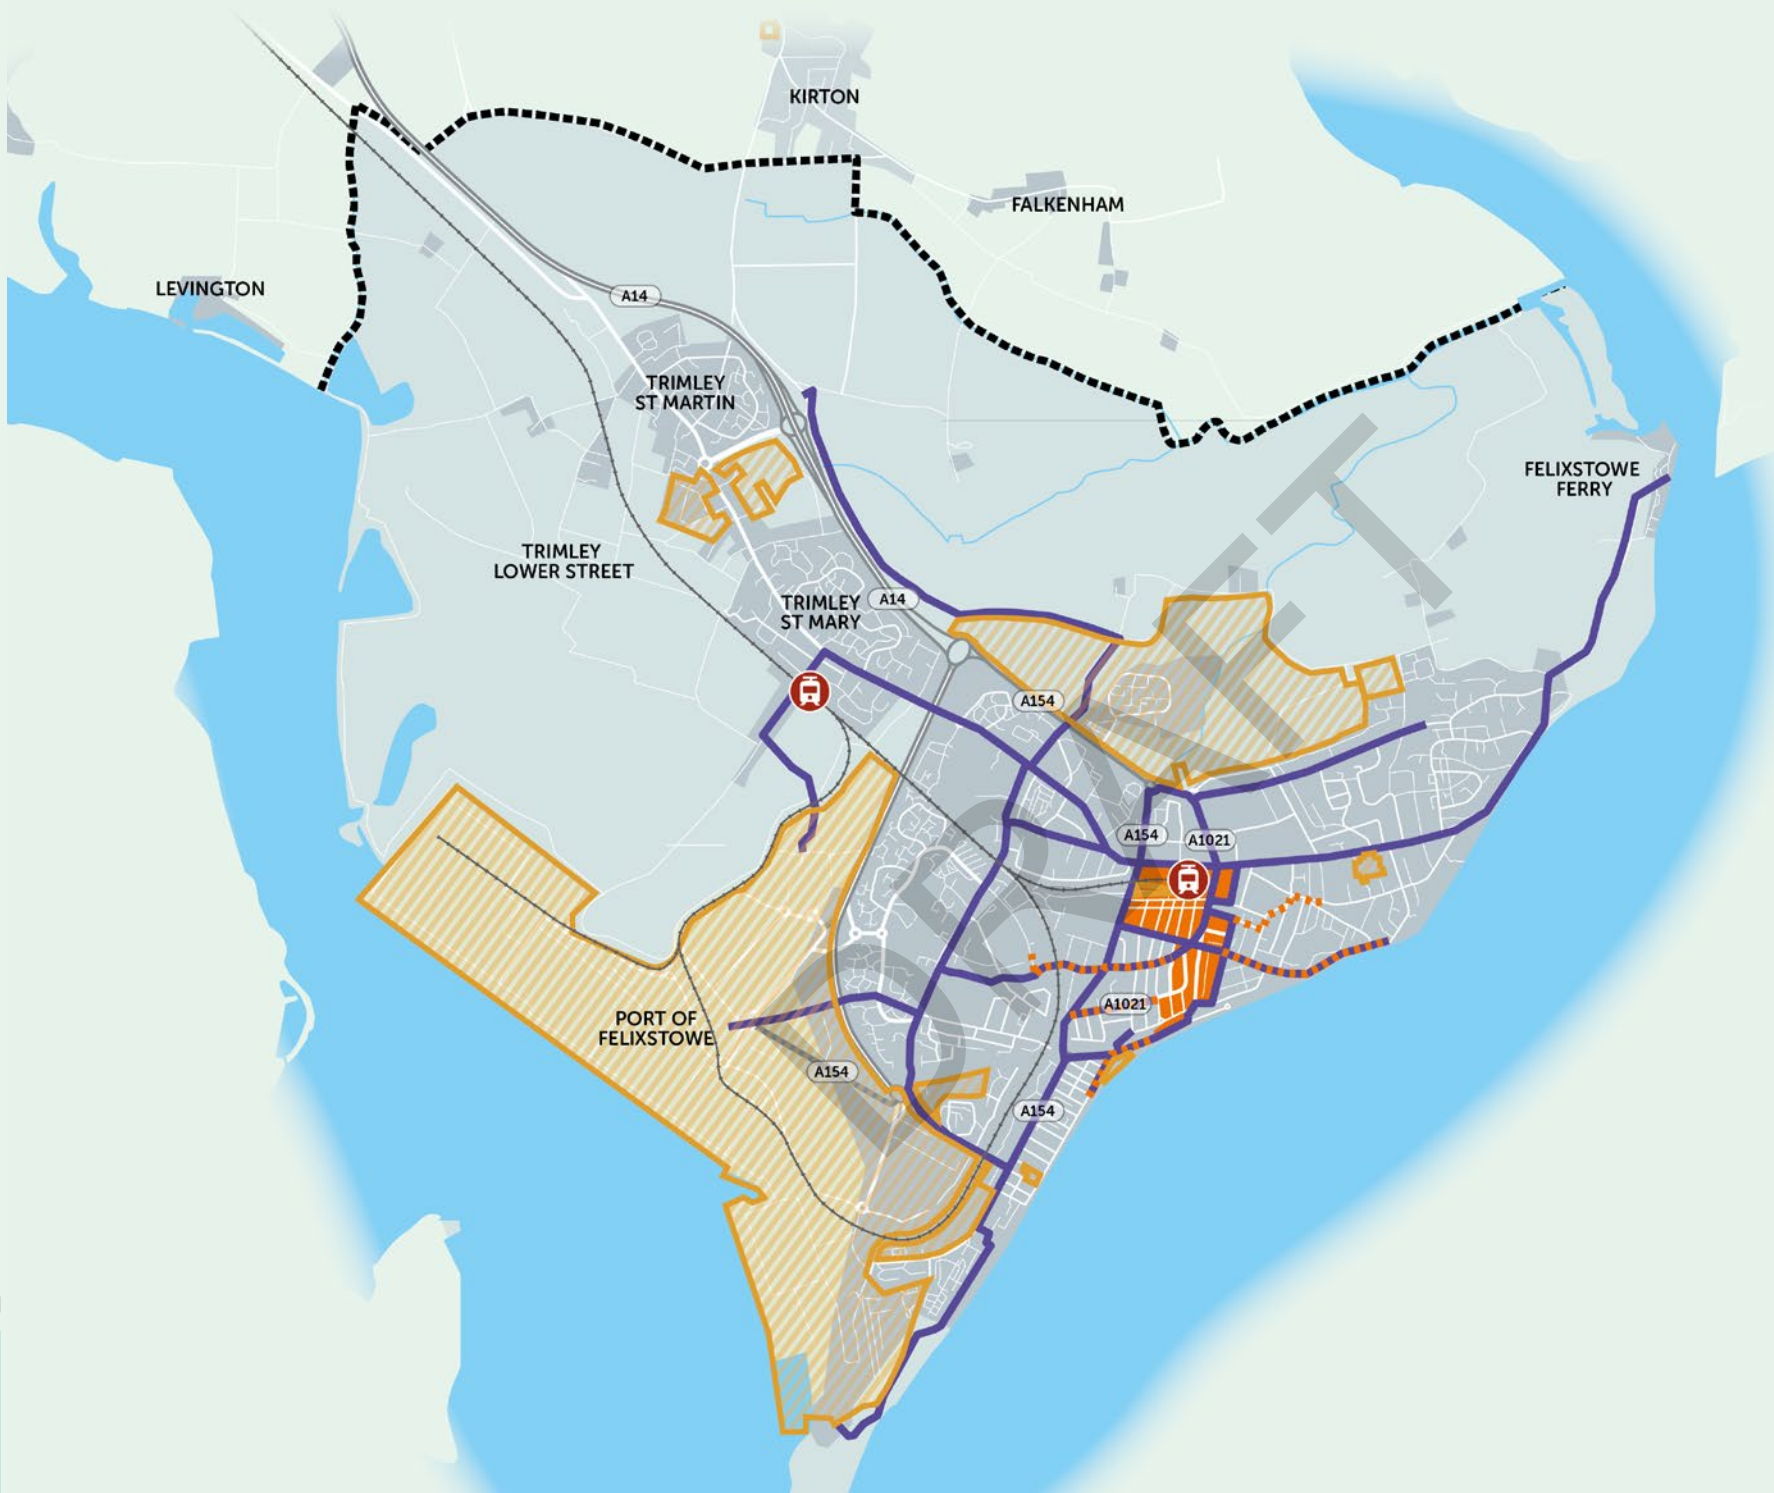 KIRTON
FALKENHAM
LEVINGTON
A14
TRIMLEY
ST MARTIN
FELIXSTOWE
FERRY
TRIMLEY
LOWER STREET
A14
TRIMLEY
ST MARY
A154
A154
A1021
A1021
PORT OF
FELIXSTOWE
A154
A154
DRAFT